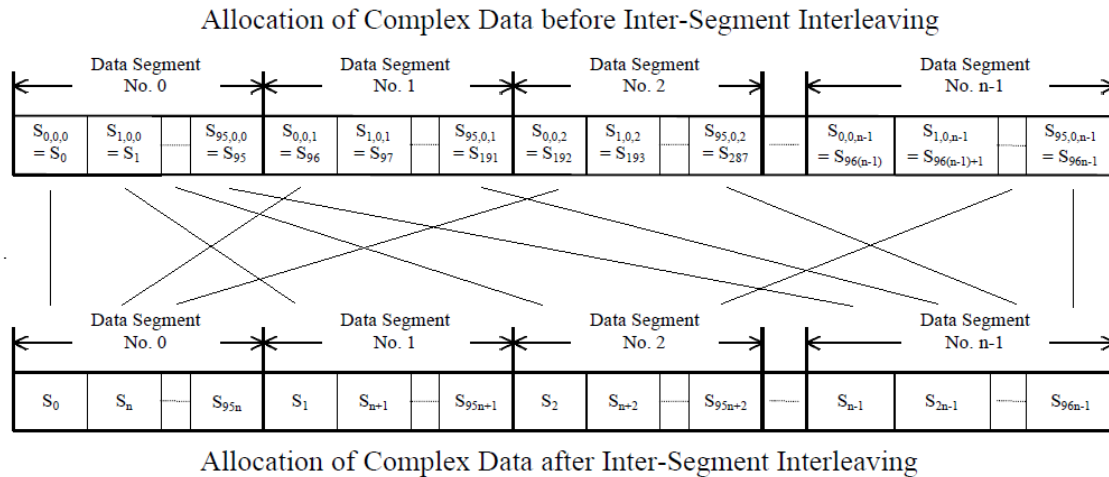 Allocation of Complex Data before Inter-Segment Interleaving
Data Segment No. 0
Data Segment No. 1
Data Segment No. 2
Data Segment No. n-1
S0,0,0 = S0
S1,0,0 = S1
S95,0,0 = S95
S0,0,1 = S96
S1,0,1 = S97
S95,0,1 = S191
S0,0,2 = S192
S1,0,2 = S193
S95,0,2 = S287
S0,0,n-1 = S96(n-1)
S1,0,n-1 = S96(n-1)+1
S95,0,n-1 = S96n-1
Data Segment No. 0
Data Segment No. 1
Data Segment No. 2
Data Segment No. n-1
S0 Sn S95n S1 Sn+1 S95n+1 S2 Sn+2 S95n+2 Sn-1 S2n-1 S96n-1
Allocation of Complex Data after Inter-Segment Interleaving